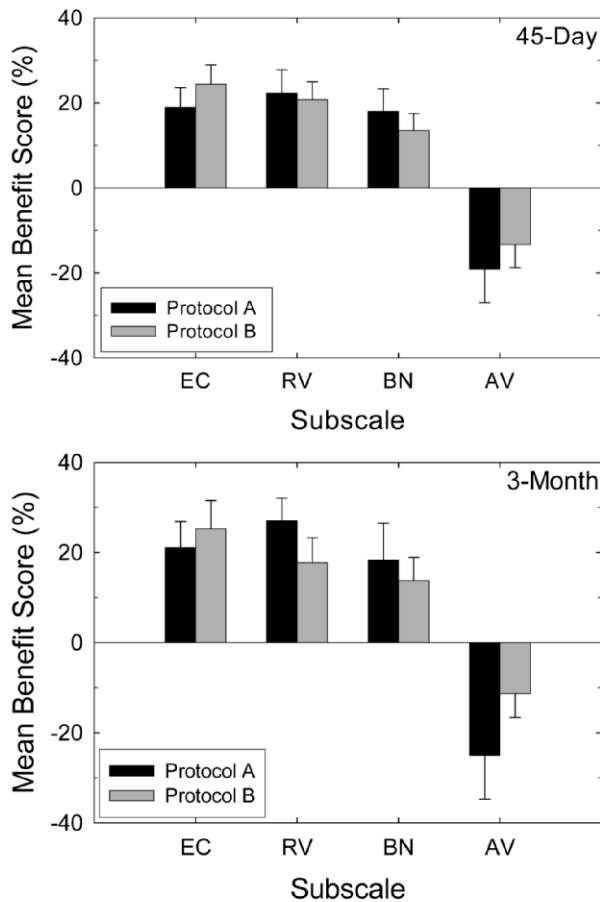 45-Day
Mean Benefit Score (%)
40
20
0
-20
-40
Protocol A
Protocol B
EC RV BN AV
Subscale
3-Month
Mean Benefit Score (%)
40
20
0
-20
-40
Protocol A
Protocol B
EC RV BN AV
Subscale